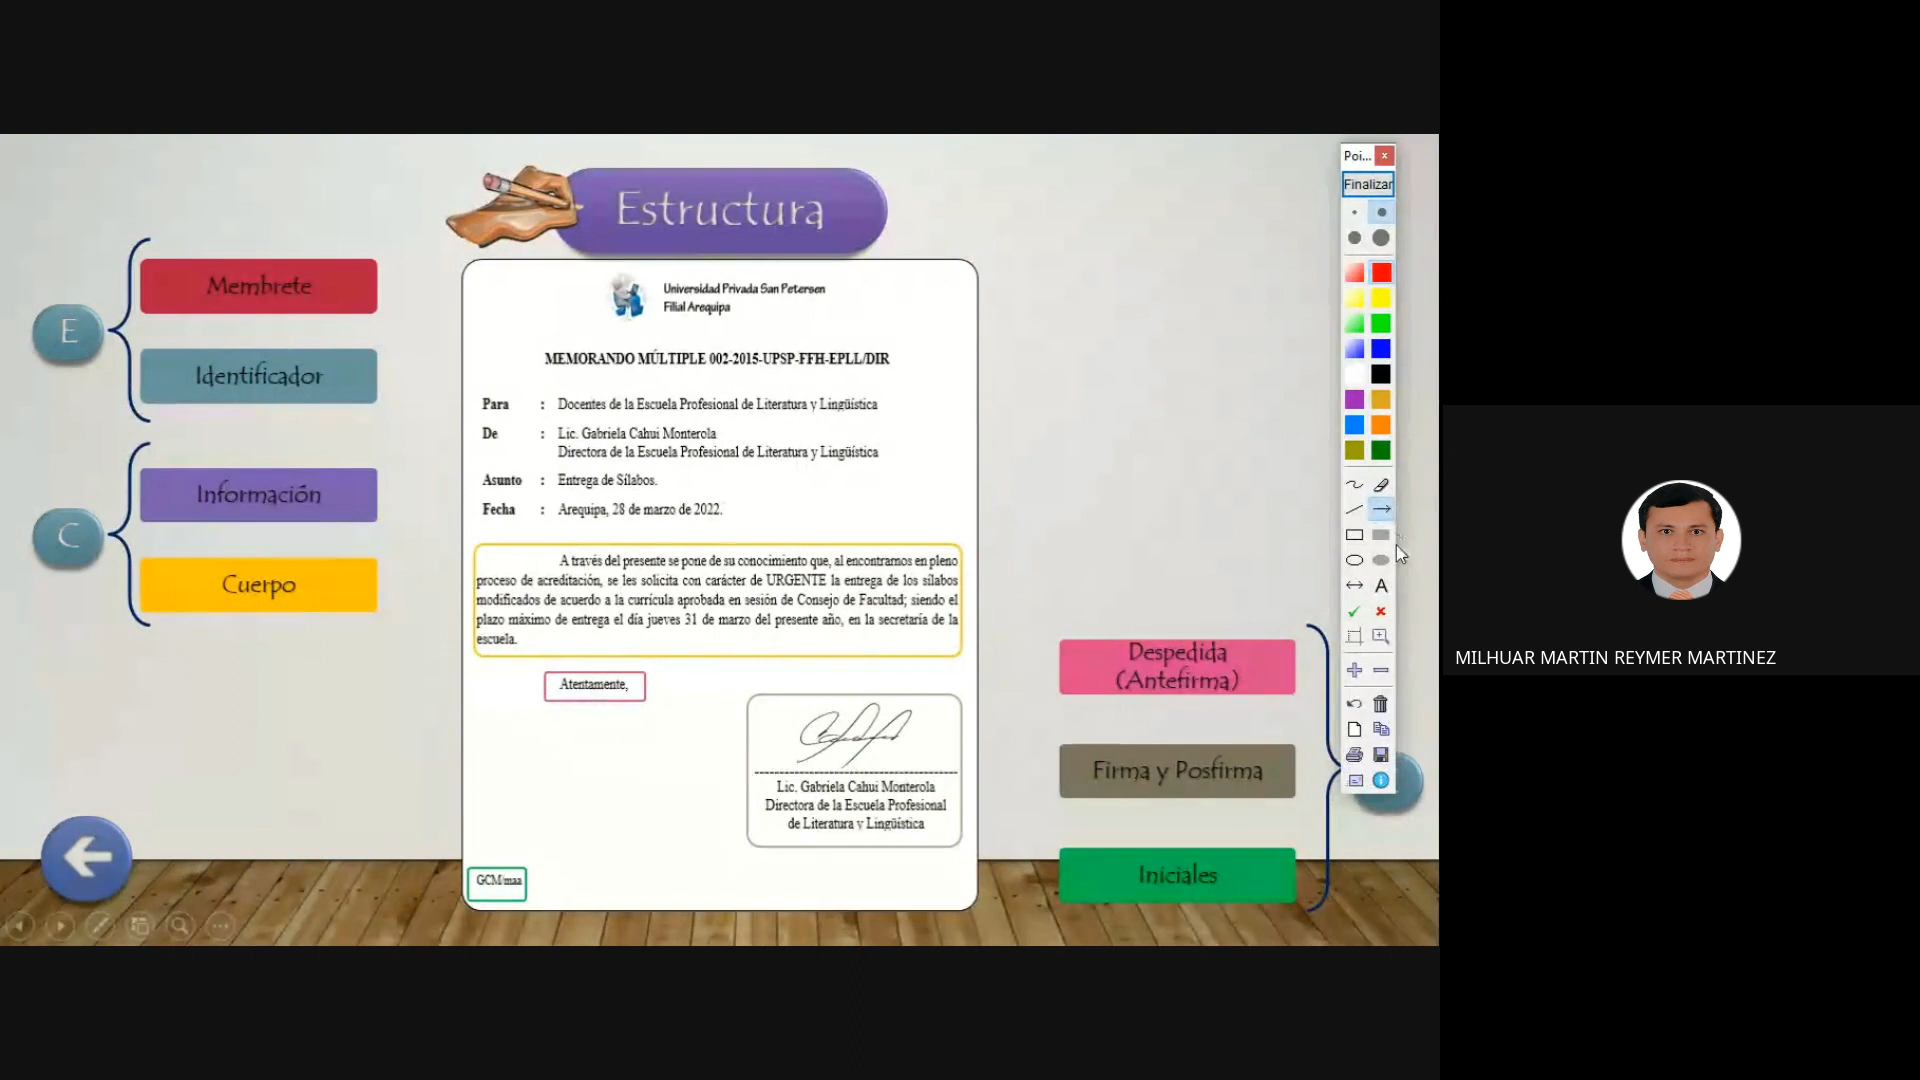 Estructura
E
Membrete
Identificador
C
Información
Cuerpo
Universidad Privada San Petersen
Filial Arequipa
MEMORANDO MÚLTIPLE 002-2015-UPSP-FFH-EPLL/DIR
Para : Docentes de la Escuela Profesional de Literatura y Lingüística
De : Lic. Gabriela Cahui Monterola
Directora de la Escuela Profesional de Literatura y Lingüística
Asunto : Entrega de Sílabos.
Fecha : Arequipa, 28 de marzo de 2022.
A través del presente se pone de su conocimiento que, al encontrarnos en pleno
proceso de acreditación, se les solicita con carácter de URGENTE la entrega de los sílabos
modificados de acuerdo a la currícula aprobada en sesión de Consejo de Facultad; siendo el
plazo máximo de entrega el día jueves 31 de marzo del presente año, en la secretaría de la
escuela.
Atentamente,
Lic. Gabriela Cahui Monterola
Directora de la Escuela Profesional
de Literatura y Lingüística
GCM/maa
Despedida
(Antefirma)
Firma y Posfirma
Iniciales
Poi...
Finalizar
A
MILHUAR MARTIN REYMER MARTINEZ